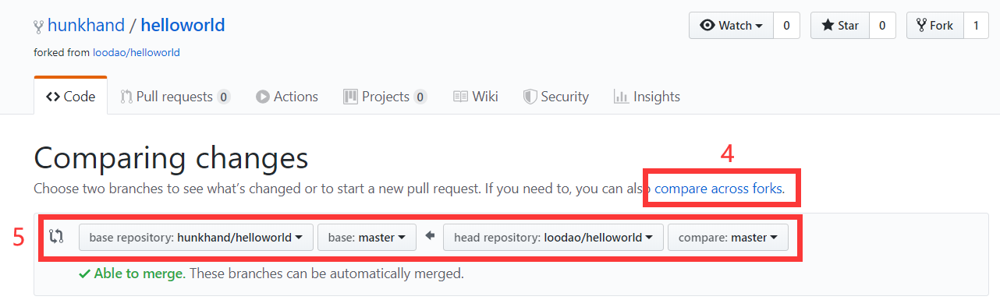 hunkhand / helloworld
Watch 0 Star 0 Fork 1
forked from loodao/helloworld
Code Pull requests 0 Actions Projects 0 Wiki Security Insights
Comparing changes
4
Choose two branches to see what's changed or to start a new pull request. If you need to, you can also compare across forks.
5
base repository: hunkhand/helloworld base: master head repository: loodao/helloworld compare: master
Able to merge. These branches can be automatically merged.